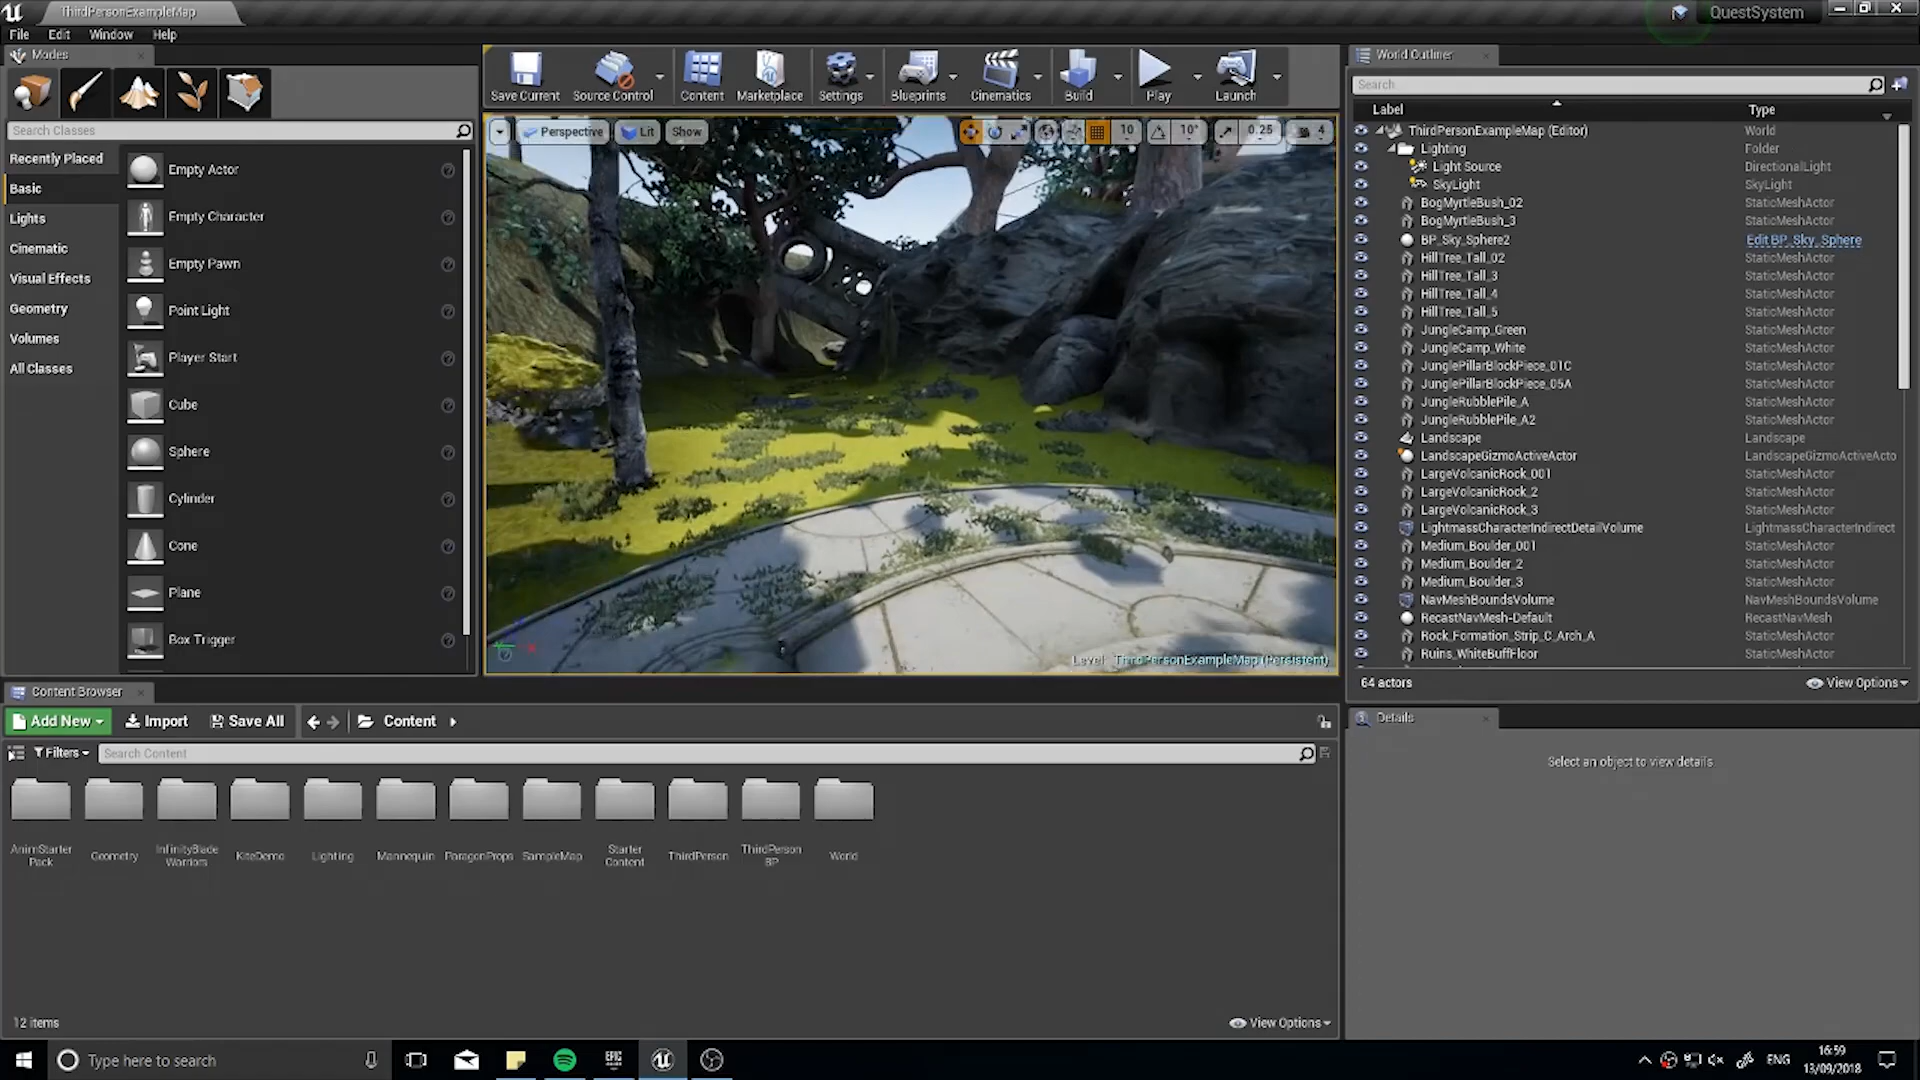 ThirdPersonExampleMap
QuestSystem
File Edit Window Help
Modes
Search Classes
Recently Placed
Basic
Lights
Cinematic
Visual Effects
Geometry
Volumes
All Classes
Empty Actor
Empty Character
Empty Pawn
Point Light
Player Start
Cube
Sphere
Cylinder
Cone
Plane
Box Trigger
Save Current
Source Control
Content
Marketplace
Settings
Blueprints
Cinematics
Build
Play
Launch
Perspective
Lit
Show
10
10°
0.25
4
Level: ThirdPersonExampleMap (Persistent)
World Outliner
Search
Label Type
ThirdPersonExampleMap (Editor) World
Lighting Folder
Light Source DirectionalLight
SkyLight SkyLight
BogMyrtleBush_02 StaticMeshActor
BogMyrtleBush_3 StaticMeshActor
BP_Sky_Sphere2 Edit BP_Sky_Sphere
HillTree_Tall_02 StaticMeshActor
HillTree_Tall_3 StaticMeshActor
HillTree_Tall_4 StaticMeshActor
HillTree_Tall_5 StaticMeshActor
JungleCamp_Green StaticMeshActor
JungleCamp_White StaticMeshActor
JunglePillarBlockPiece_01C StaticMeshActor
JunglePillarBlockPiece_05A StaticMeshActor
JungleRubblePile_A StaticMeshActor
JungleRubblePile_A2 StaticMeshActor
Landscape Landscape
LandscapeGizmoActiveActor LandscapeGizmoActiveActo
LargeVolcanicRock_001 StaticMeshActor
LargeVolcanicRock_2 StaticMeshActor
LargeVolcanicRock_3 StaticMeshActor
LightmassCharacterIndirectDetailVolume LightmassCharacterIndirect
Medium_Boulder_001 StaticMeshActor
Medium_Boulder_2 StaticMeshActor
Medium_Boulder_3 StaticMeshActor
NavMeshBoundsVolume NavMeshBoundsVolume
RecastNavMesh-Default RecastNavMesh
Rock_Formation_Strip_C_Arch_A StaticMeshActor
Ruins_WhiteBuffFloor StaticMeshActor
64 actors View Options
Details
Select an object to view details
Content Browser
Add New Import Save All Content
Filters Search Content
AnimStarter
Pack
Geometry
InfinityBlade
Warriors
KiteDemo
Lighting
Mannequin
ParagonProps
SampleMap
Starter
Content
ThirdPerson
ThirdPerson
BP
World
12 items View Options
Type here to search
EPIC
ENG
16:59
13/09/2018